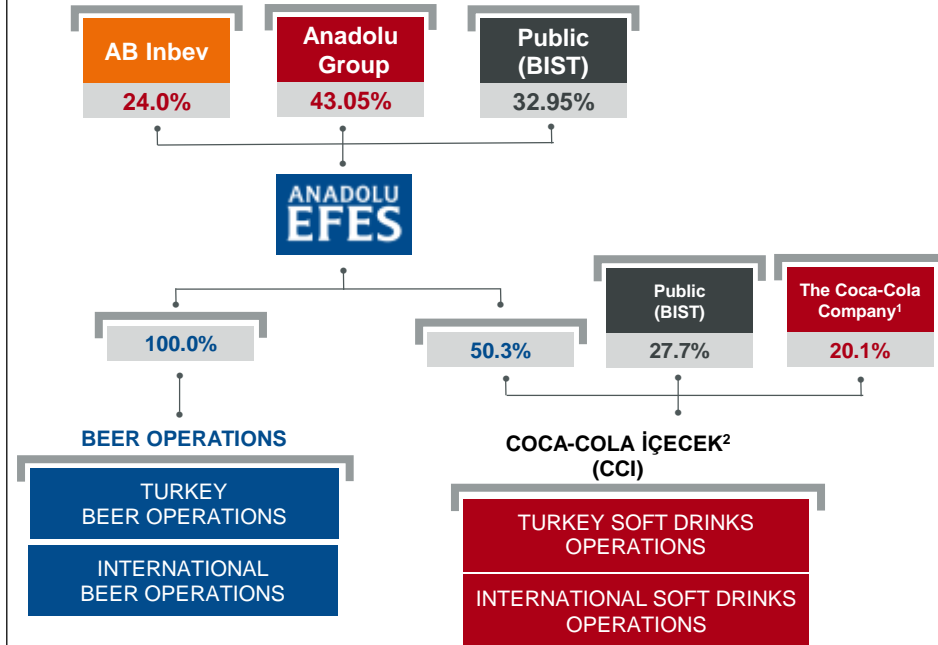 AB Inbev
24.0%
Anadolu
Group
43.05%
Public
(BIST)
32.95%
ANADOLU
EFES
100.0%
50.3%
Public
(BIST)
27.7%
The Coca-Cola
Company¹
20.1%
BEER OPERATIONS
TURKEY
BEER OPERATIONS
INTERNATIONAL
BEER OPERATIONS
COCA-COLA İÇECEK²
(CCI)
TURKEY SOFT DRINKS
OPERATIONS
INTERNATIONAL SOFT DRINKS
OPERATIONS